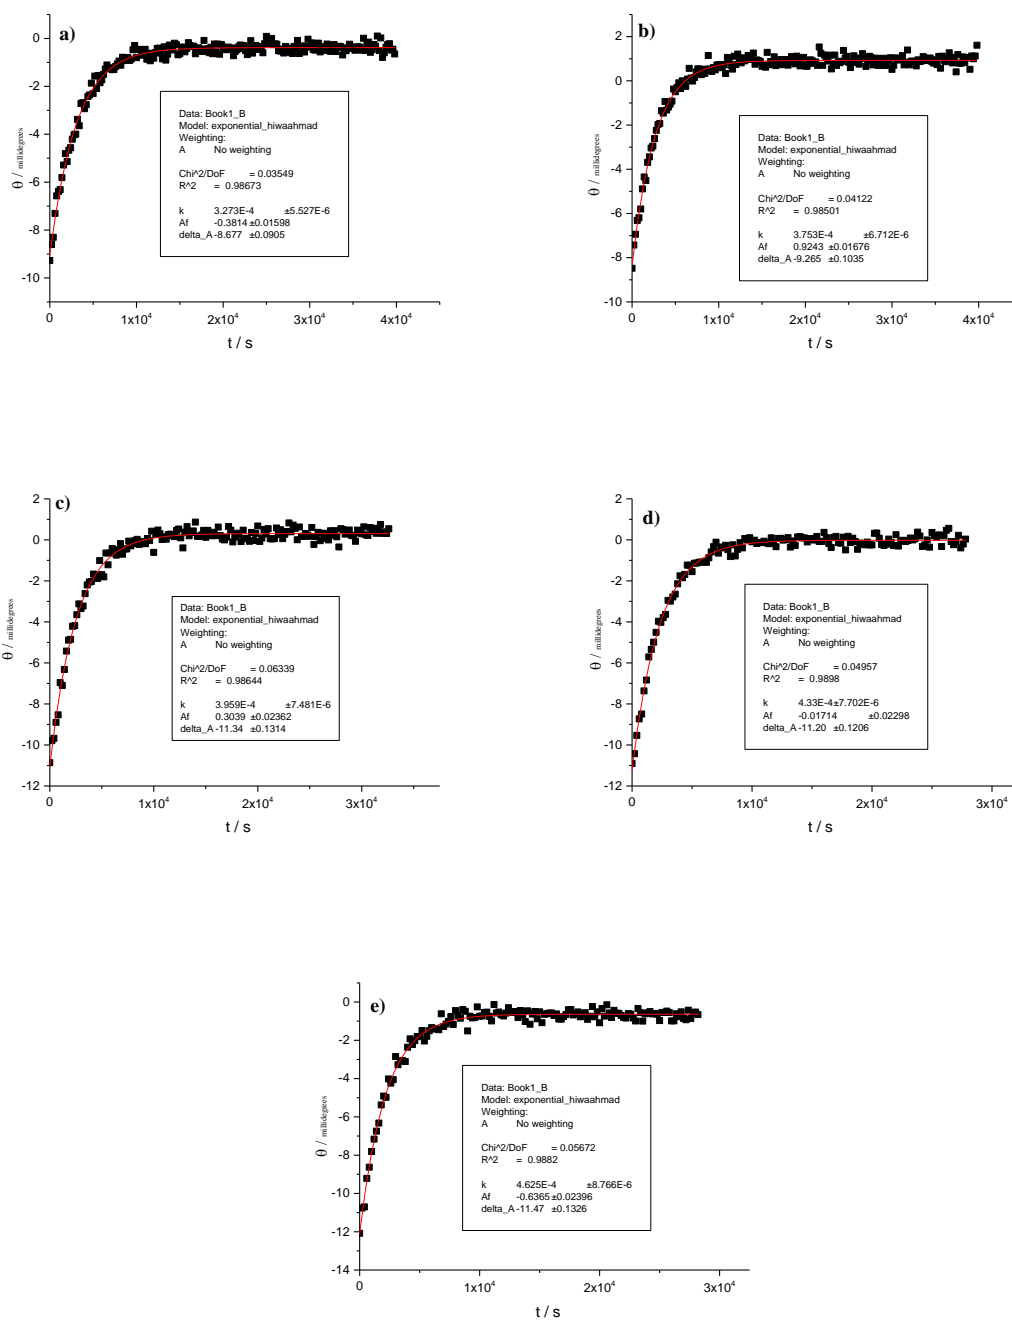 a)
0
-2
-4
-6
-8
-10
θ / millidegrees
Data: Book1_B
Model: exponential_hiwaahmad
Weighting:
A No weighting
Chi^2/DoF = 0.03549
R^2 = 0.98673
k 3.273E-4 ±5.527E-6
Af -0.3814 ±0.01598
delta_A -8.677 ±0.0905
0 1x10^4 2x10^4 3x10^4 4x10^4
t / s
b)
2
0
-2
-4
-6
-8
-10
θ / millidegrees
Data: Book1_B
Model: exponential_hiwaahmad
Weighting:
A No weighting
Chi^2/DoF = 0.04122
R^2 = 0.98501
k 3.753E-4 ±6.712E-6
Af 0.9243 ±0.01676
delta_A -9.265 ±0.1035
0 1x10^4 2x10^4 3x10^4 4x10^4
t / s
c)
2
0
-2
-4
-6
-8
-10
-12
θ / millidegrees
Data: Book1_B
Model: exponential_hiwaahmad
Weighting:
A No weighting
Chi^2/DoF = 0.06339
R^2 = 0.98644
k 3.959E-4 ±7.481E-6
Af 0.3039 ±0.02362
delta_A -11.34 ±0.1314
0 1x10^4 2x10^4 3x10^4
t / s
d)
2
0
-2
-4
-6
-8
-10
-12
θ / millidegrees
Data: Book1_B
Model: exponential_hiwaahmad
Weighting:
A No weighting
Chi^2/DoF = 0.04957
R^2 = 0.9898
k 4.33E-4 ±7.702E-6
Af -0.01714 ±0.02298
delta_A -11.20 ±0.1206
0 1x10^4 2x10^4 3x10^4
t / s
e)
0
-2
-4
-6
-8
-10
-12
-14
θ / millidegrees
Data: Book1_B
Model: exponential_hiwaahmad
Weighting:
A No weighting
Chi^2/DoF = 0.05672
R^2 = 0.9882
k 4.625E-4 ±8.766E-6
Af -0.6365 ±0.02396
delta_A -11.47 ±0.1326
0 1x10^4 2x10^4 3x10^4
t / s